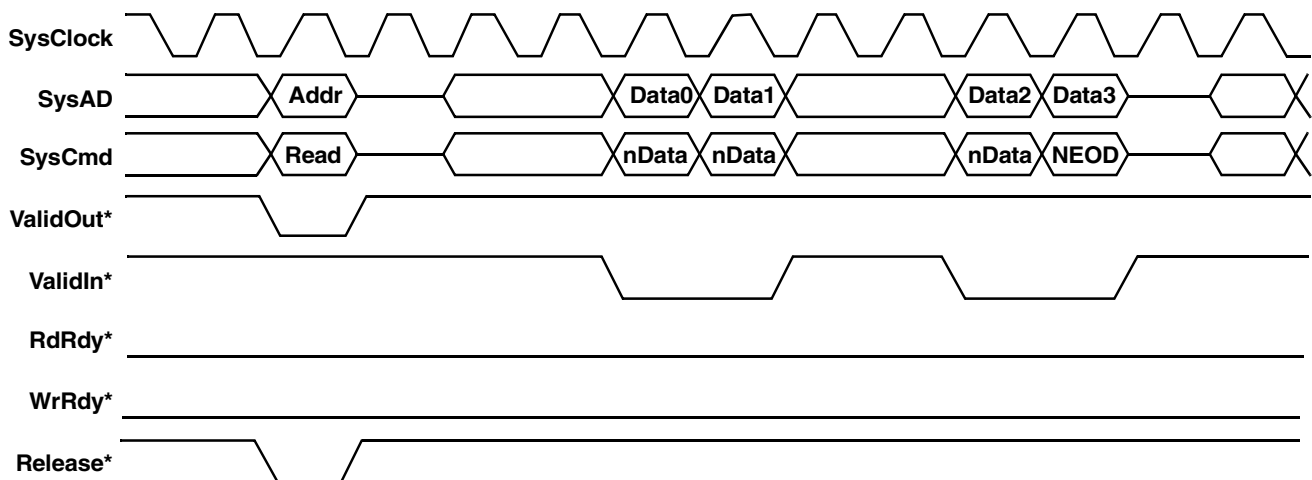 SysClock
SysAD Addr Data0 Data1 Data2 Data3
SysCmd Read nData nData nData NEOD
ValidOut*
ValidIn*
RdRdy*
WrRdy*
Release*